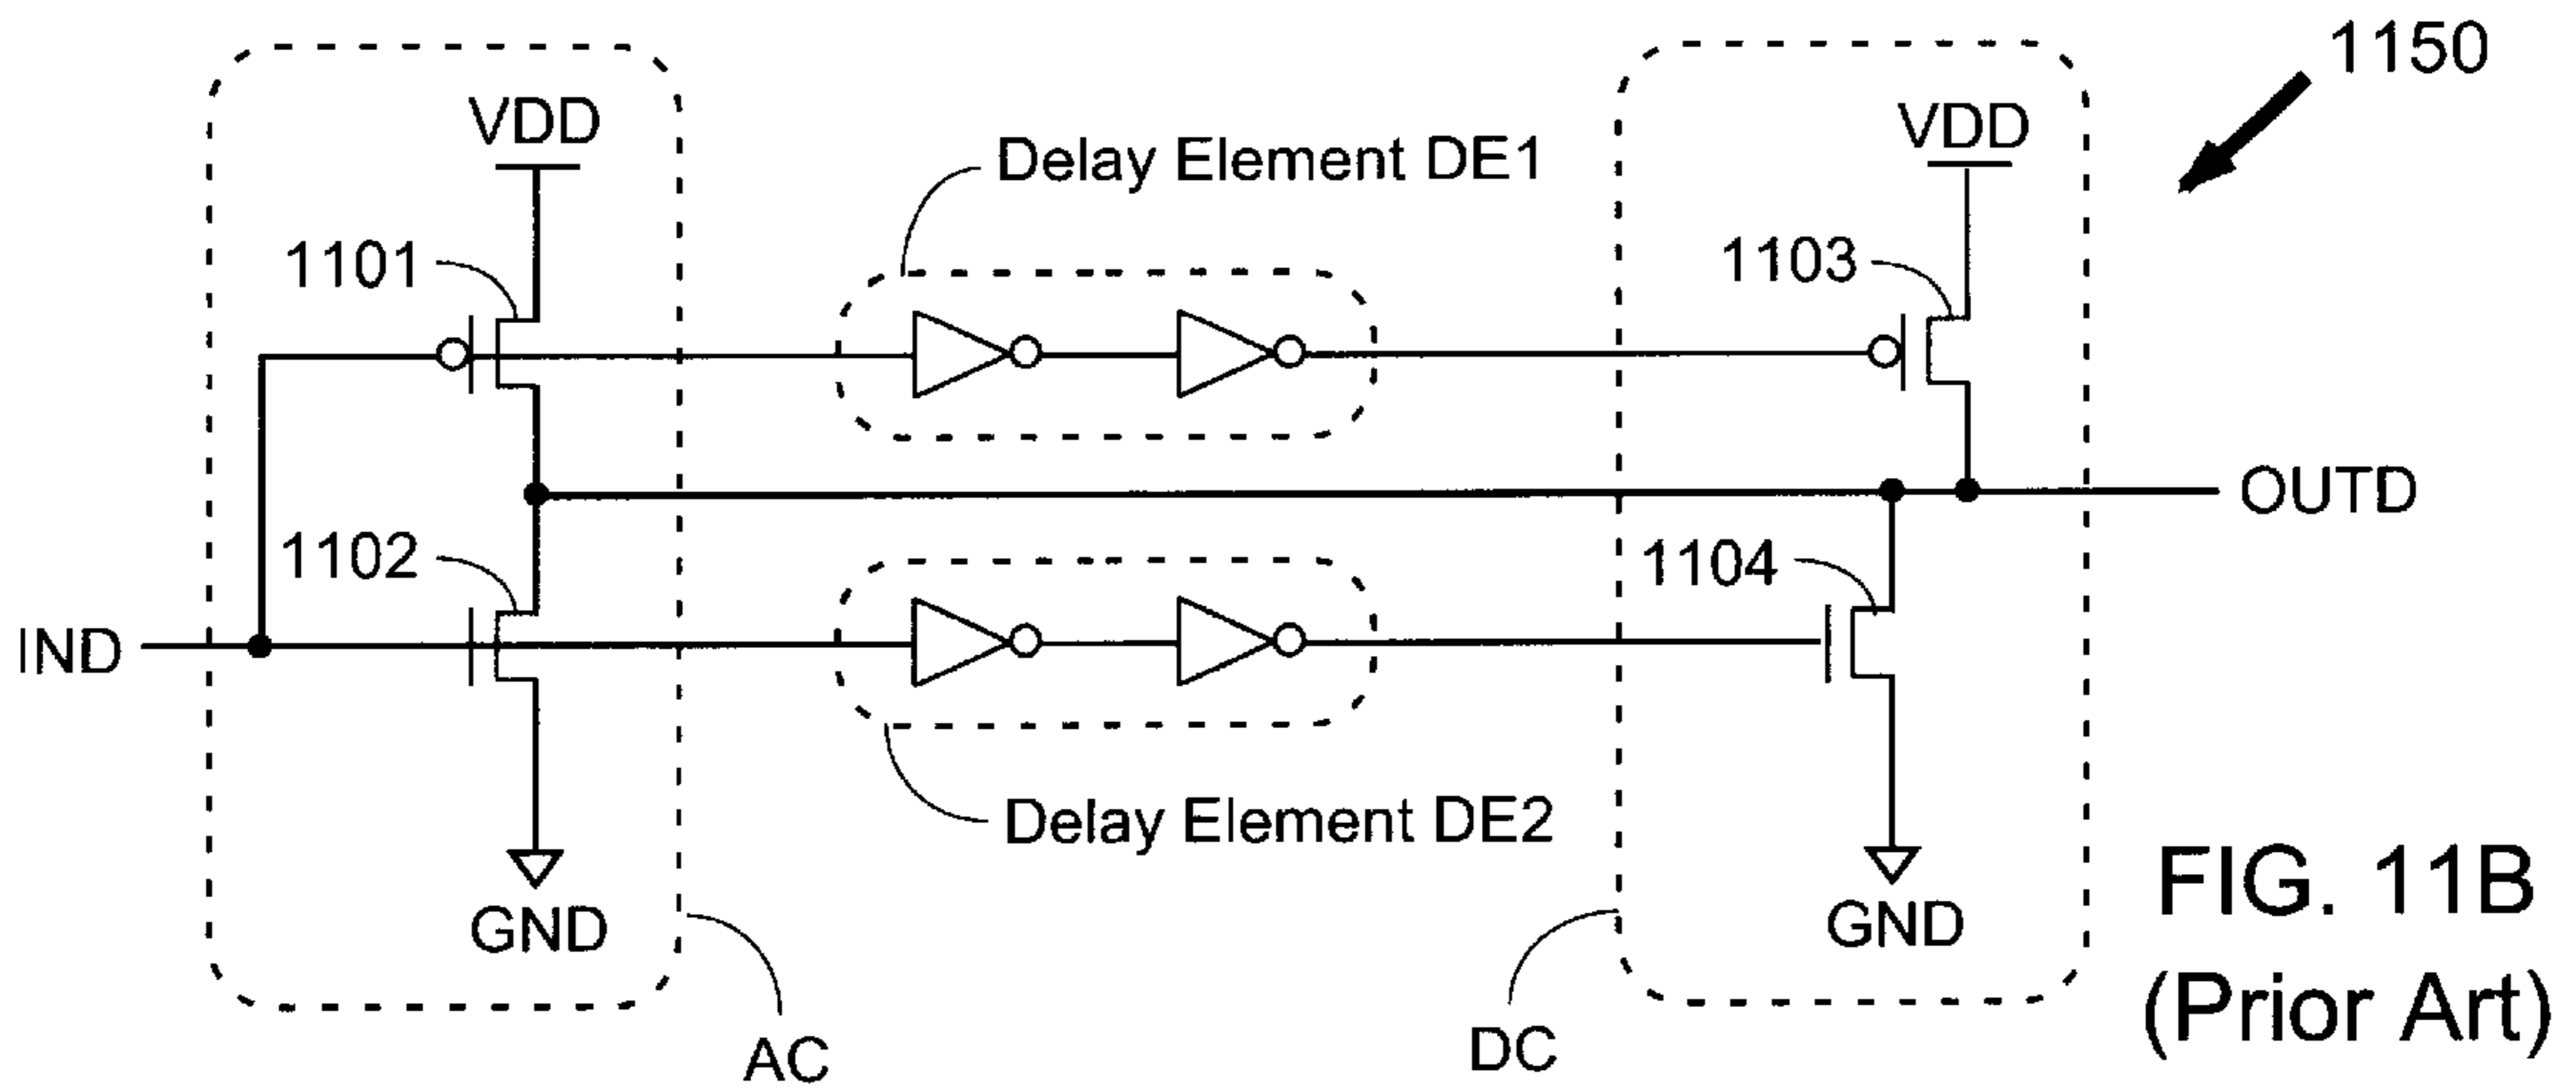 1150
VDD
VDD
Delay Element DE1
1101
1103
OUTD
1102
1104
IND
Delay Element DE2
GND
GND
FIG. 11B
(Prior Art)
AC
DC